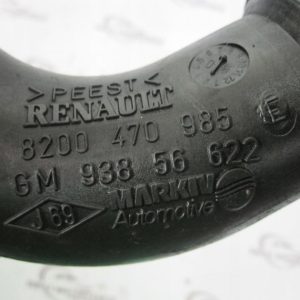 >PEEST<
RENAULT
8200 470 985
GM 938 56 622
MARKIV
Automotive
J 69
E